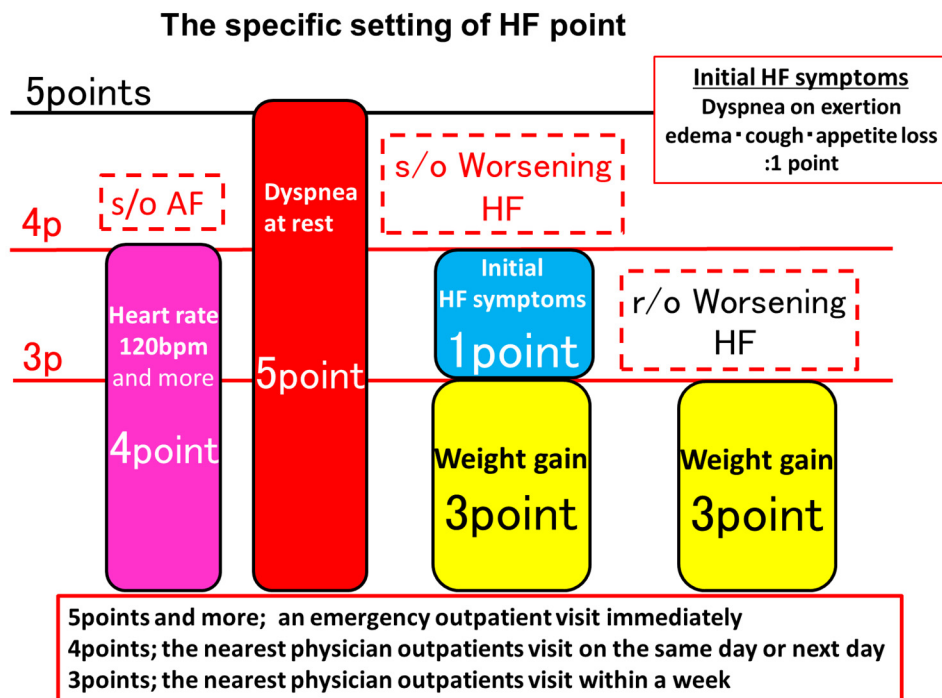 The specific setting of HF point
5points
Initial HF symptoms
Dyspnea on exertion
edema・cough・appetite loss
:1 point
s/o AF
Dyspnea
at rest
s/o Worsening
HF
4p
Initial
HF symptoms
1point
r/o Worsening
HF
Heart rate
120bpm
and more
3p
5point
4point
Weight gain
3point
Weight gain
3point
5points and more; an emergency outpatient visit immediately
4points; the nearest physician outpatients visit on the same day or next day
3points; the nearest physician outpatients visit within a week